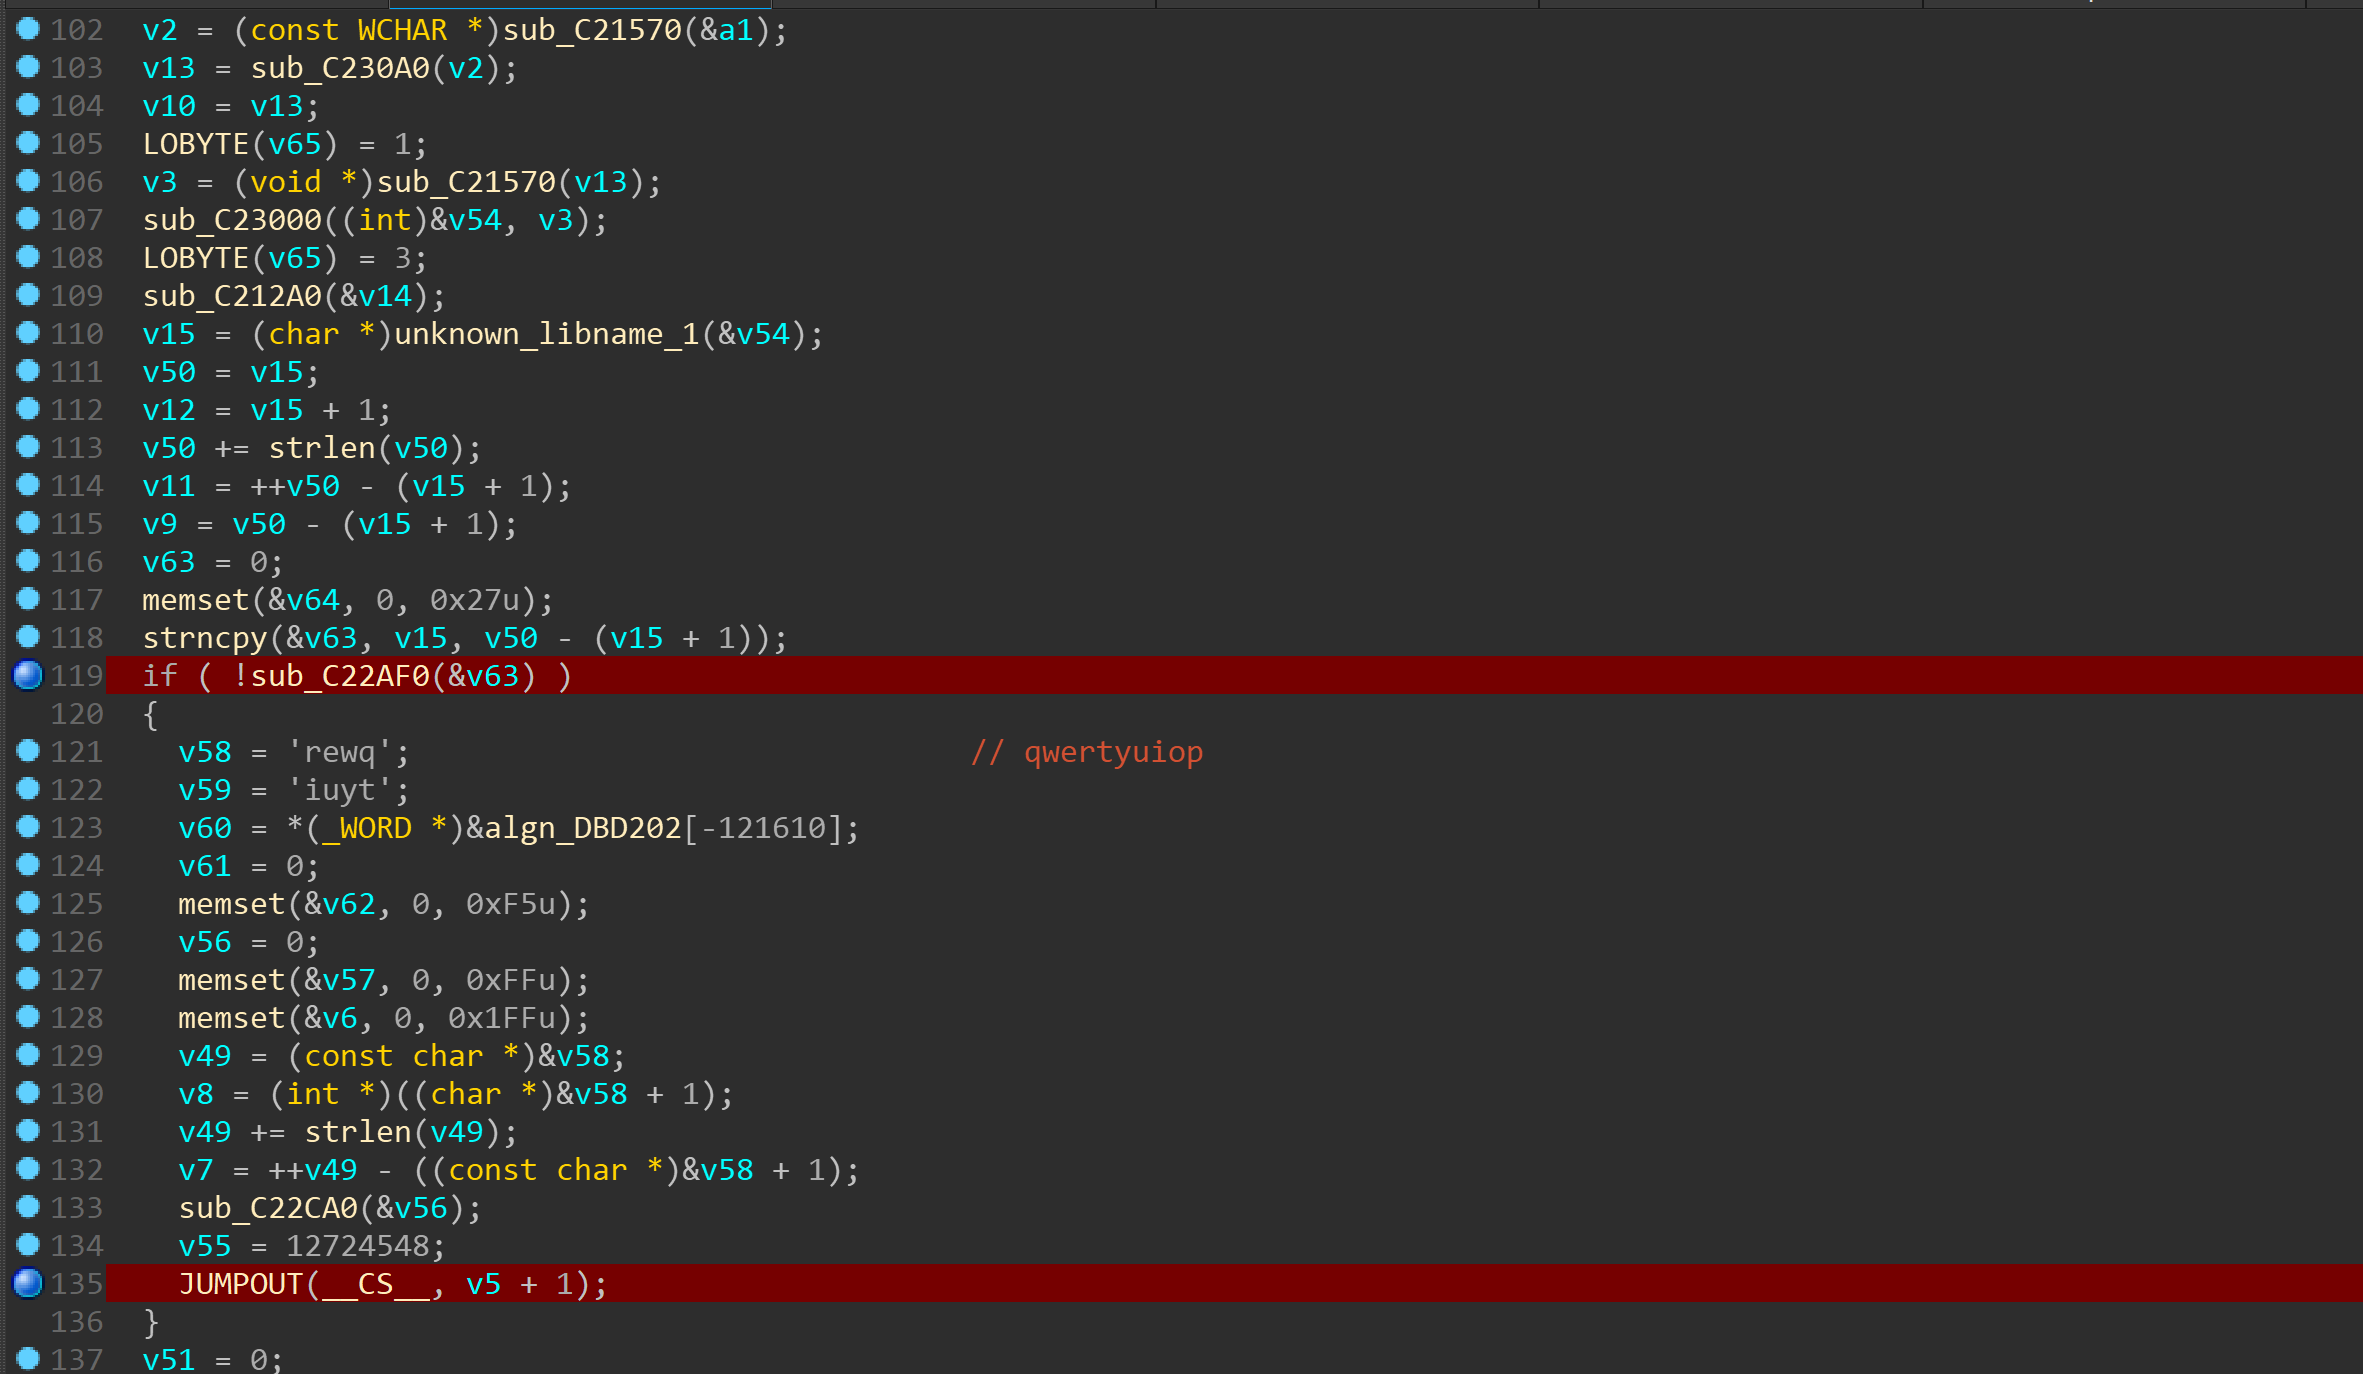 102 v2 = (const WCHAR *)sub_C21570(&a1);
103 v13 = sub_C230A0(v2);
104 v10 = v13;
105 LOBYTE(v65) = 1;
106 v3 = (void *)sub_C21570(v13);
107 sub_C23000((int)&v54, v3);
108 LOBYTE(v65) = 3;
109 sub_C212A0(&v14);
110 v15 = (char *)unknown_libname_1(&v54);
111 v50 = v15;
112 v12 = v15 + 1;
113 v50 += strlen(v50);
114 v11 = ++v50 - (v15 + 1);
115 v9 = v50 - (v15 + 1);
116 v63 = 0;
117 memset(&v64, 0, 0x27u);
118 strncpy(&v63, v15, v50 - (v15 + 1));
119 if ( !sub_C22AF0(&v63) )
120 {
121 v58 = 'rewq'; // qwertyuiop
122 v59 = 'iuyt';
123 v60 = *(_WORD *)&algn_DBD202[-121610];
124 v61 = 0;
125 memset(&v62, 0, 0xF5u);
126 v56 = 0;
127 memset(&v57, 0, 0xFFu);
128 memset(&v6, 0, 0x1FFu);
129 v49 = (const char *)&v58;
130 v8 = (int *)((char *)&v58 + 1);
131 v49 += strlen(v49);
132 v7 = ++v49 - ((const char *)&v58 + 1);
133 sub_C22CA0(&v56);
134 v55 = 12724548;
135 JUMPOUT(__CS__, v5 + 1);
136 }
137 v51 = 0;